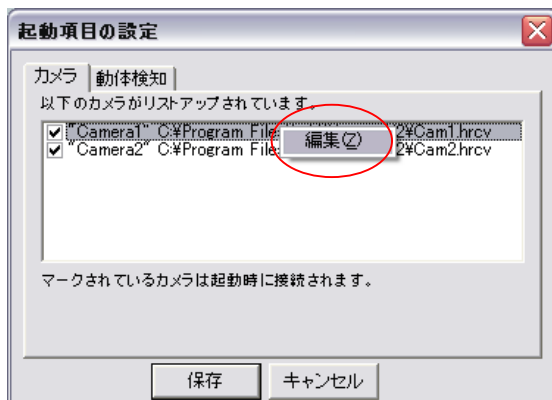 起動項目の設定
カメラ 動体検知
以下のカメラがリストアップされています。
"Camera1" C:¥Program File 2¥Cam1.hrcv
編集(Z)
"Camera2" C:¥Program File 2¥Cam2.hrcv
マークされているカメラは起動時に接続されます。
保存 キャンセル